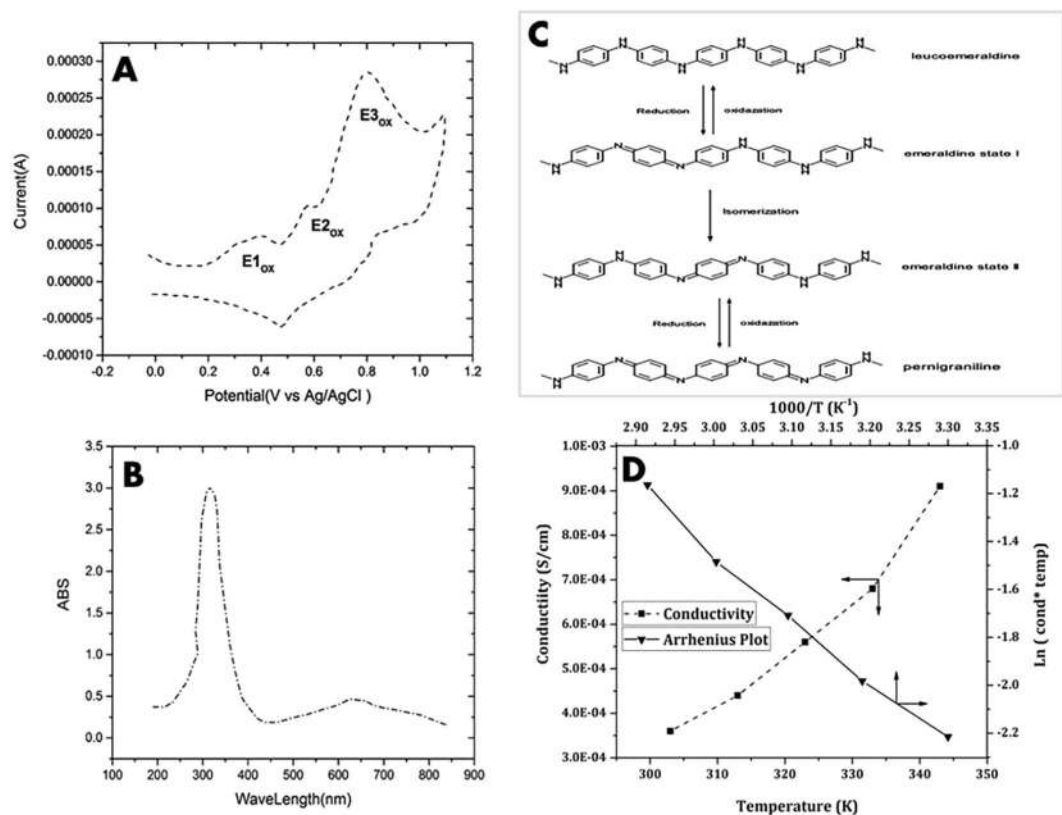 A
0.00030
0.00025
0.00020
0.00015
0.00010
0.00005
0.00000
-0.00005
-0.00010
Current(A)
E1ox
E2ox
E3ox
-0.2 0.0 0.2 0.4 0.6 0.8 1.0 1.2
Potential(V vs Ag/AgCl )
C
leucoemeraldine
Reduction oxidazation
emeraldine state I
Isomerization
emeraldine state II
Reduction oxidazation
pernigraniline
H
N
N
H
B
3.5
3.0
2.5
2.0
1.5
1.0
0.5
0.0
ABS
100 200 300 400 500 600 700 800 900
WaveLength(nm)
1000/T (K-1)
2.90 2.95 3.00 3.05 3.10 3.15 3.20 3.25 3.30 3.35
D
1.0E-03
9.0E-04
8.0E-04
7.0E-04
6.0E-04
5.0E-04
4.0E-04
3.0E-04
Conductiity (S/cm)
Conductivity
Arrhenius Plot
-1.0
-1.2
-1.4
-1.6
-1.8
-2.0
-2.2
Ln ( cond* temp)
300 310 320 330 340 350
Temperature (K)